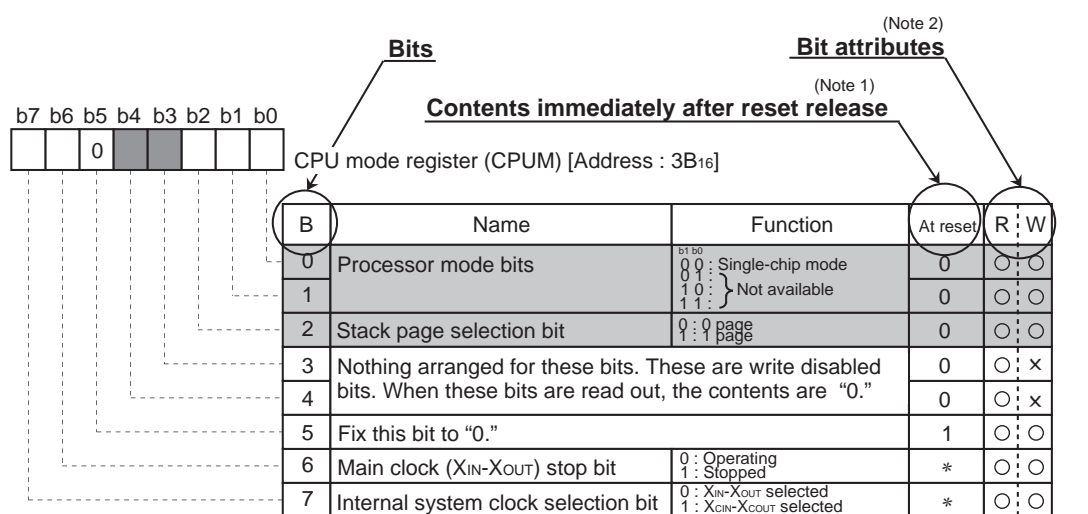 (Note 2)
Bits
Bit attributes
(Note 1)
Contents immediately after reset release
b7 b6 b5 b4 b3 b2 b1 b0
0
CPU mode register (CPUM) [Address : 3B16]
B Name Function At reset R W
0 Processor mode bits b1 b0 0 ○ ○
0 0 : Single-chip mode
0 1 :
1 1 0 : } Not available 0 ○ ○
1 1 :
2 Stack page selection bit 0 : 0 page 0 ○ ○
1 : 1 page
3 Nothing arranged for these bits. These are write disabled 0 ○ ×
4 bits. When these bits are read out, the contents are “0.” 0 ○ ×
5 Fix this bit to “0.” 1 ○ ○
6 Main clock (XIN-XOUT) stop bit 0 : Operating * ○ ○
1 : Stopped
7 Internal system clock selection bit 0 : XIN-XOUT selected * ○ ○
1 : XCIN-XCOUT selected